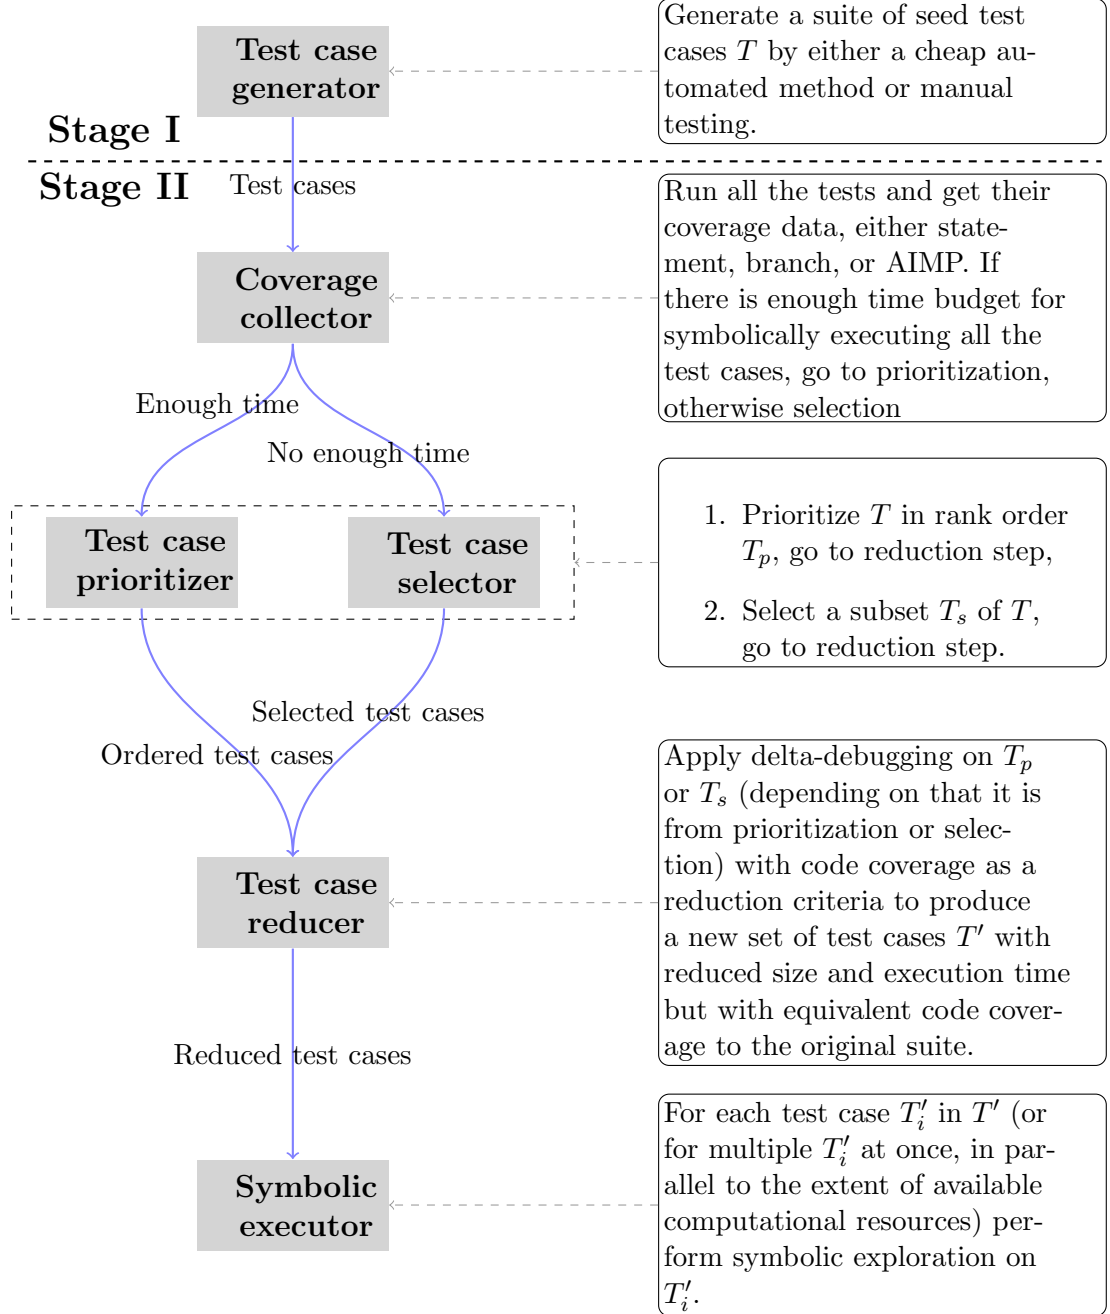 Test case
generator
Generate a suite of seed test
cases T by either a cheap au-
tomated method or manual
testing.
Stage I
Stage II
Test cases
Coverage
collector
Run all the tests and get their
coverage data, either state-
ment, branch, or AIMP. If
there is enough time budget for
symbolically executing all the
test cases, go to prioritization,
otherwise selection
Enough time
No enough time
Test case
prioritizer
Test case
selector
1. Prioritize T in rank order
Tₚ, go to reduction step,
2. Select a subset Tₛ of T,
go to reduction step.
Selected test cases
Ordered test cases
Test case
reducer
Apply delta-debugging on Tₚ
or Tₛ (depending on that it is
from prioritization or selec-
tion) with code coverage as a
reduction criteria to produce
a new set of test cases T′ with
reduced size and execution time
but with equivalent code cover-
age to the original suite.
Reduced test cases
Symbolic
executor
For each test case T′ᵢ in T′ (or
for multiple T′ᵢ at once, in par-
allel to the extent of available
computational resources) per-
form symbolic exploration on
T′ᵢ.